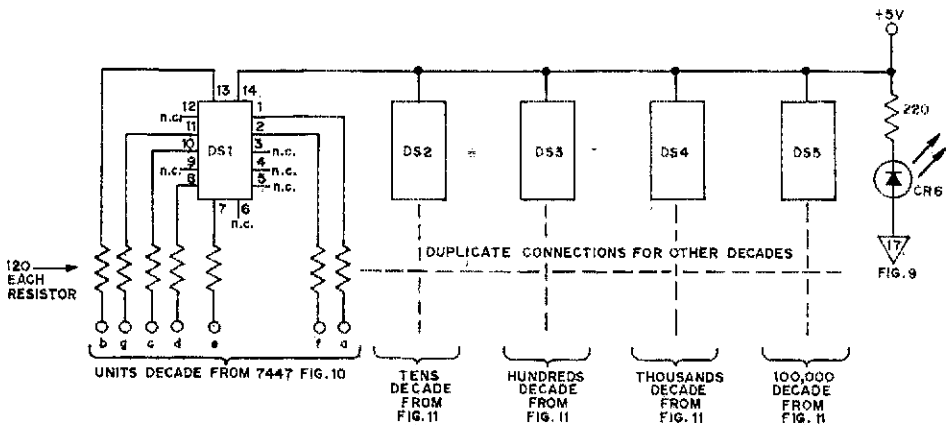 +5V
13 14
12
n.c.
11
10
9
n.c.
8
7
6
n.c.
1
2
3
n.c.
4
n.c.
5
n.c.
DS1
DS2
DS3
DS4
DS5
220
CR6
17
FIG.9
120
EACH
RESISTOR
DUPLICATE CONNECTIONS FOR OTHER DECADES
b g c d e f a
UNITS DECADE FROM 7447 FIG.10
TENS
DECADE
FROM
FIG.11
HUNDREDS
DECADE
FROM
FIG.11
THOUSANDS
DECADE
FROM
FIG.11
100,000
DECADE
FROM
FIG.11